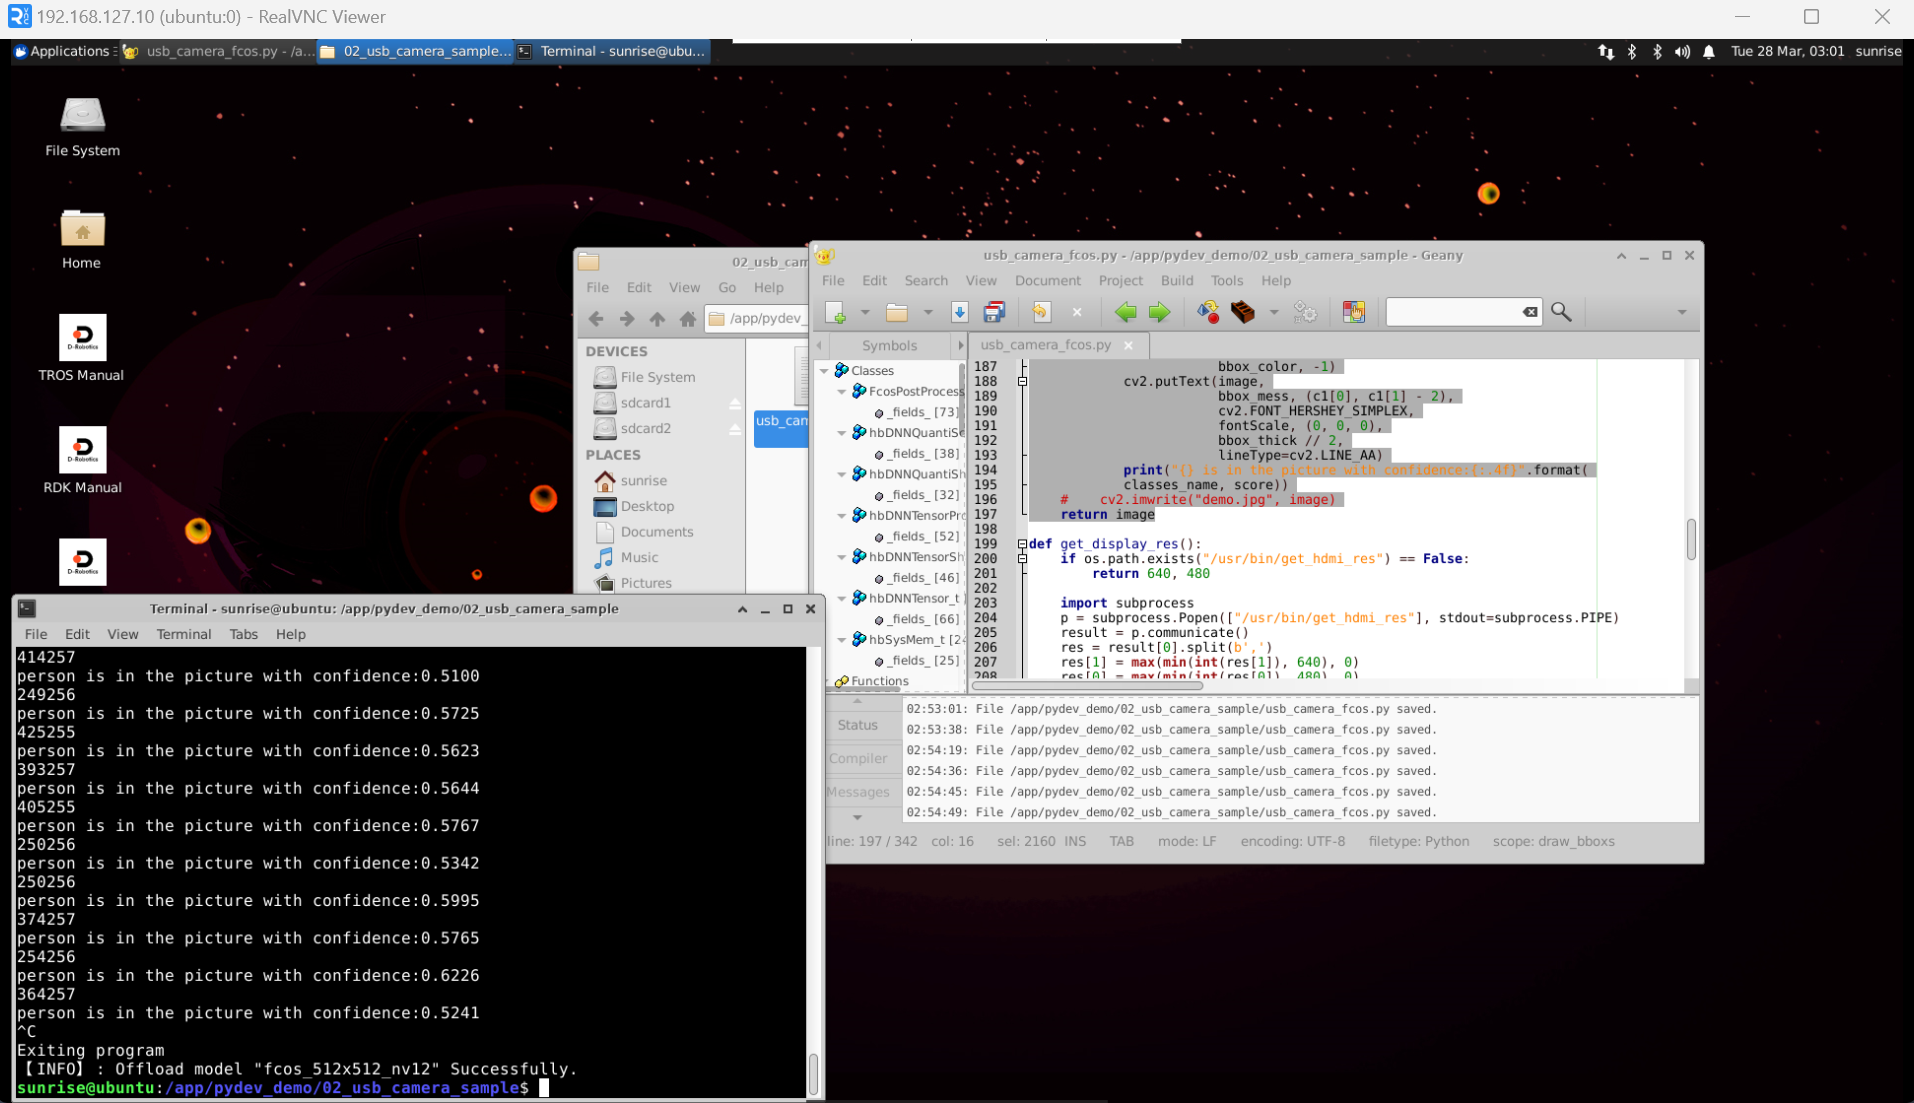 192.168.127.10 (ubuntu:0) - RealVNC Viewer
Applications
usb_camera_fcos.py - /a...
02_usb_camera_sample...
Terminal - sunrise@ubu...
Tue 28 Mar, 03:01 sunrise
File System
Home
D-Robotics
TROS Manual
D-Robotics
RDK Manual
D-Robotics
02_usb_cam
File Edit View Go Help
/app/pydev_
DEVICES
File System
sdcard1
sdcard2
PLACES
sunrise
Desktop
Documents
Music
Pictures
usb_cam
usb_camera_fcos.py - /app/pydev_demo/02_usb_camera_sample - Geany
File Edit Search View Document Project Build Tools Help
Symbols
usb_camera_fcos.py
Classes
FcosPostProcess
_fields_ [73]
hbDNNQuantiSc
_fields_ [38]
hbDNNQuantiSh
_fields_ [32]
hbDNNTensorPro
_fields_ [52]
hbDNNTensorSh
_fields_ [46]
hbDNNTensor_t
_fields_ [66]
hbSysMem_t [24
_fields_ [25]
Functions
187 bbox_color, -1)
188 cv2.putText(image,
189 bbox_mess, (c1[0], c1[1] - 2),
190 cv2.FONT_HERSHEY_SIMPLEX,
191 fontScale, (0, 0, 0),
192 bbox_thick // 2,
193 lineType=cv2.LINE_AA)
194 print("{} is in the picture with confidence:{:.4f}".format(
195 classes_name, score))
196 # cv2.imwrite("demo.jpg", image)
197 return image
198
199 def get_display_res():
200 if os.path.exists("/usr/bin/get_hdmi_res") == False:
201 return 640, 480
202
203 import subprocess
204 p = subprocess.Popen(["/usr/bin/get_hdmi_res"], stdout=subprocess.PIPE)
205 result = p.communicate()
206 res = result[0].split(b',')
207 res[1] = max(min(int(res[1]), 640), 0)
208 res[0] = max(min(int(res[0]), 480), 0)
Status
Compiler
Messages
02:53:01: File /app/pydev_demo/02_usb_camera_sample/usb_camera_fcos.py saved.
02:53:38: File /app/pydev_demo/02_usb_camera_sample/usb_camera_fcos.py saved.
02:54:19: File /app/pydev_demo/02_usb_camera_sample/usb_camera_fcos.py saved.
02:54:36: File /app/pydev_demo/02_usb_camera_sample/usb_camera_fcos.py saved.
02:54:45: File /app/pydev_demo/02_usb_camera_sample/usb_camera_fcos.py saved.
02:54:49: File /app/pydev_demo/02_usb_camera_sample/usb_camera_fcos.py saved.
line: 197 / 342 col: 16 sel: 2160 INS TAB mode: LF encoding: UTF-8 filetype: Python scope: draw_bboxs
Terminal - sunrise@ubuntu: /app/pydev_demo/02_usb_camera_sample
File Edit View Terminal Tabs Help
414257
person is in the picture with confidence:0.5100
249256
person is in the picture with confidence:0.5725
425255
person is in the picture with confidence:0.5623
393257
person is in the picture with confidence:0.5644
405255
person is in the picture with confidence:0.5767
250256
person is in the picture with confidence:0.5342
250256
person is in the picture with confidence:0.5995
374257
person is in the picture with confidence:0.5765
254256
person is in the picture with confidence:0.6226
364257
person is in the picture with confidence:0.5241
^C
Exiting program
【INFO】: Offload model "fcos_512x512_nv12" Successfully.
sunrise@ubuntu:/app/pydev_demo/02_usb_camera_sample$